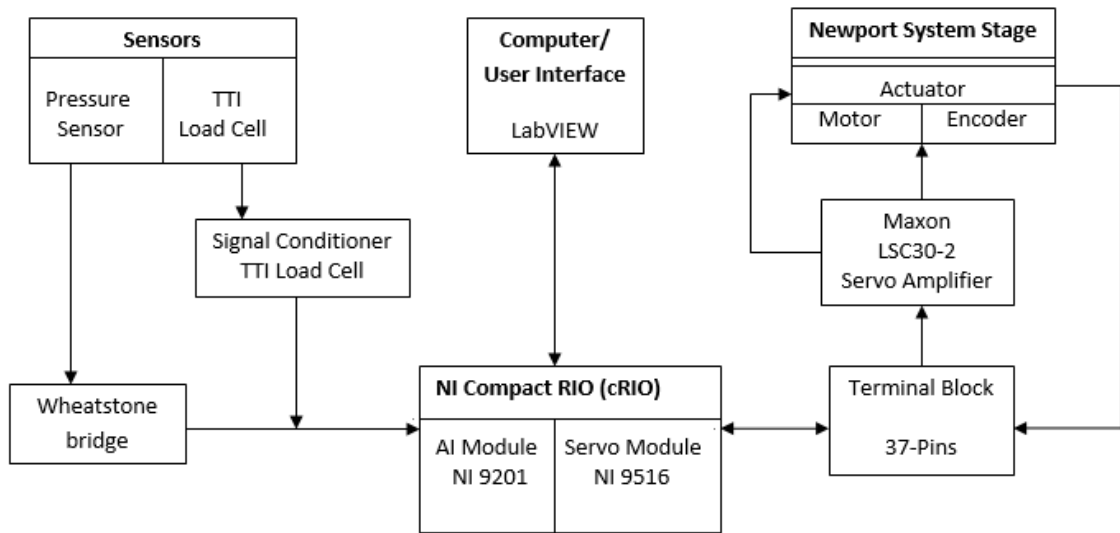 Sensors
Pressure
Sensor
TTI
Load Cell
Computer/
User Interface
LabVIEW
Newport System Stage
Actuator
Motor
Encoder
Signal Conditioner
TTI Load Cell
Maxon
LSC30-2
Servo Amplifier
Wheatstone
bridge
NI Compact RIO (cRIO)
AI Module
NI 9201
Servo Module
NI 9516
Terminal Block
37-Pins